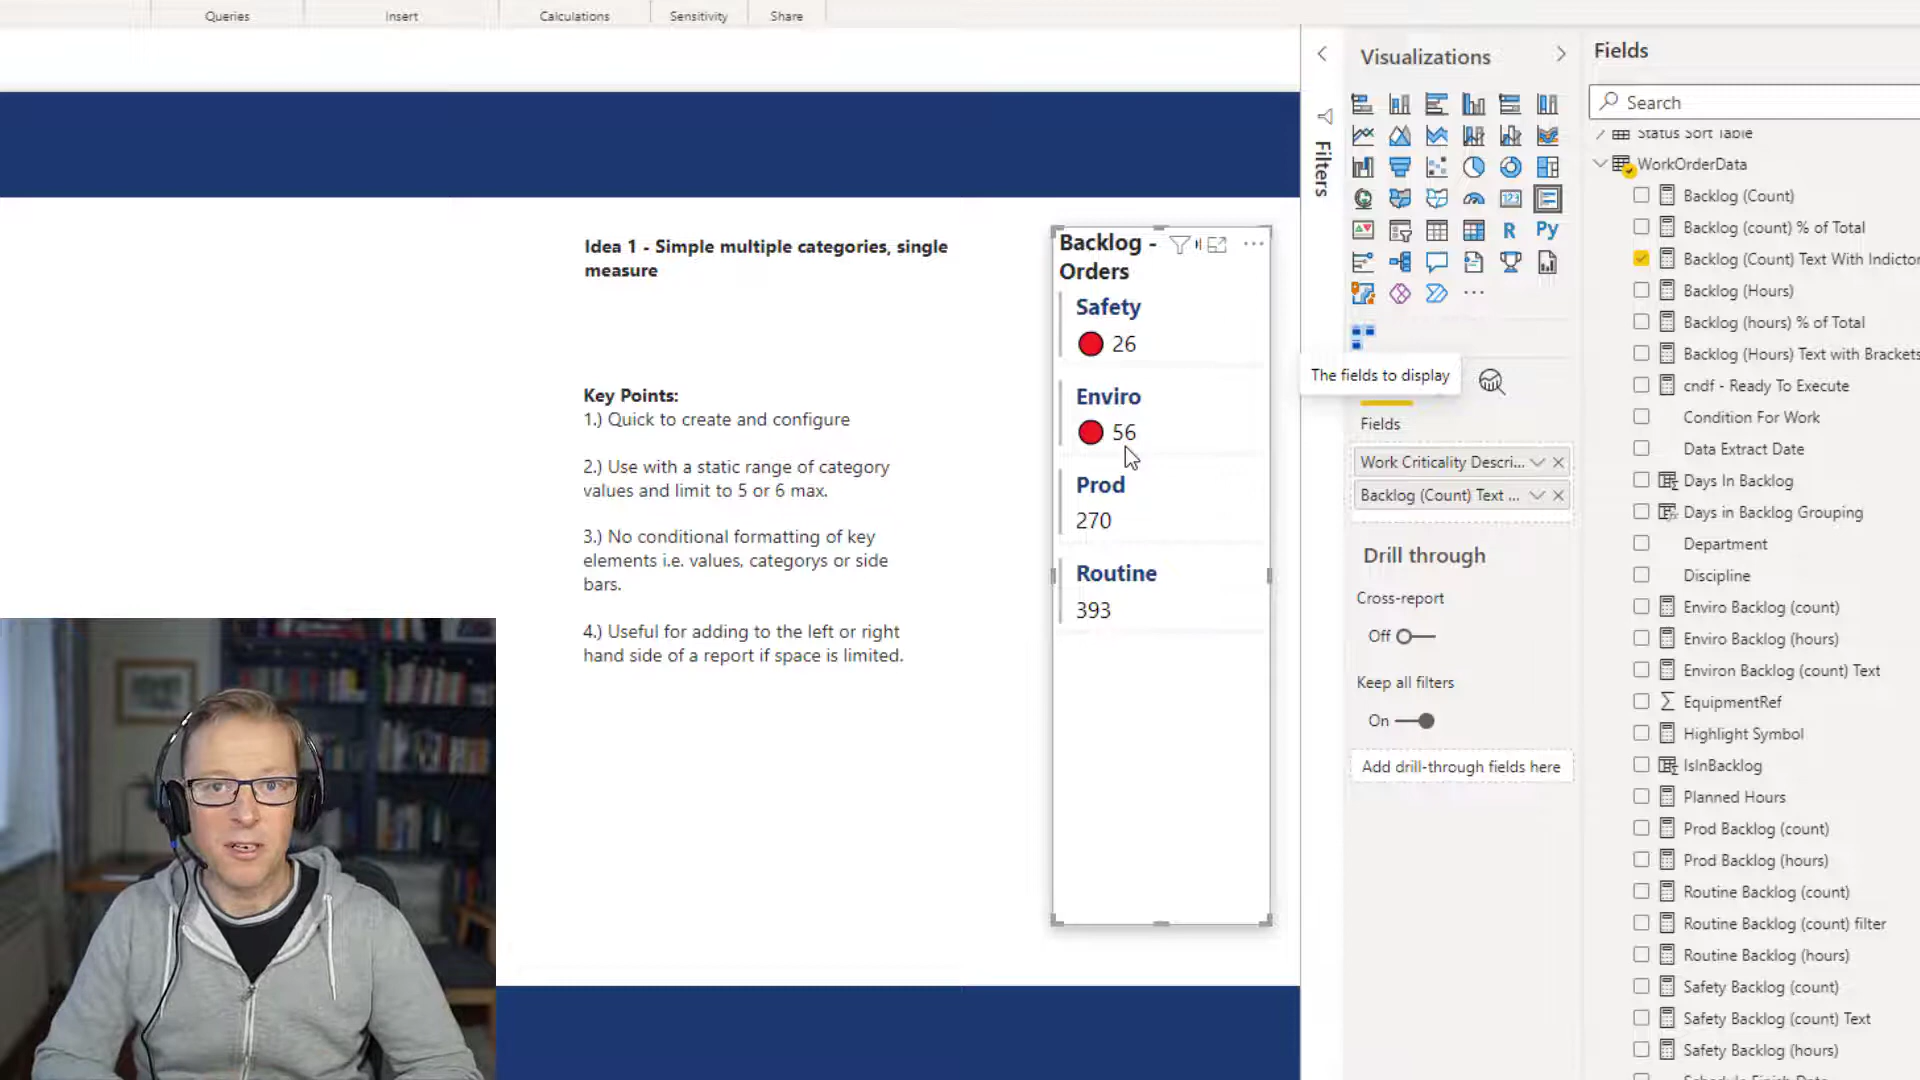 Queries
Insert
Calculations
Sensitivity
Share
Idea 1 - Simple multiple categories, single
measure
Key Points:
1.) Quick to create and configure
2.) Use with a static range of category
values and limit to 5 or 6 max.
3.) No conditional formatting of key
elements i.e. values, categorys or side
bars.
4.) Useful for adding to the left or right
hand side of a report if space is limited.
Backlog -
Orders
Safety
26
Enviro
56
Prod
270
Routine
393
Filters
Visualizations
123
R
Py
The fields to display
Fields
Work Criticality Descri...
Backlog (Count) Text ...
Drill through
Cross-report
Off
Keep all filters
On
Add drill-through fields here
Fields
Search
Status Sort Table
WorkOrderData
Backlog (Count)
Backlog (count) % of Total
Backlog (Count) Text With Indictor
Backlog (Hours)
Backlog (hours) % of Total
Backlog (Hours) Text with Brackets
cndf - Ready To Execute
Condition For Work
Data Extract Date
Days In Backlog
Days in Backlog Grouping
Department
Discipline
Enviro Backlog (count)
Enviro Backlog (hours)
Environ Backlog (count) Text
EquipmentRef
Highlight Symbol
IsInBacklog
Planned Hours
Prod Backlog (count)
Prod Backlog (hours)
Routine Backlog (count)
Routine Backlog (count) filter
Routine Backlog (hours)
Safety Backlog (count)
Safety Backlog (count) Text
Safety Backlog (hours)